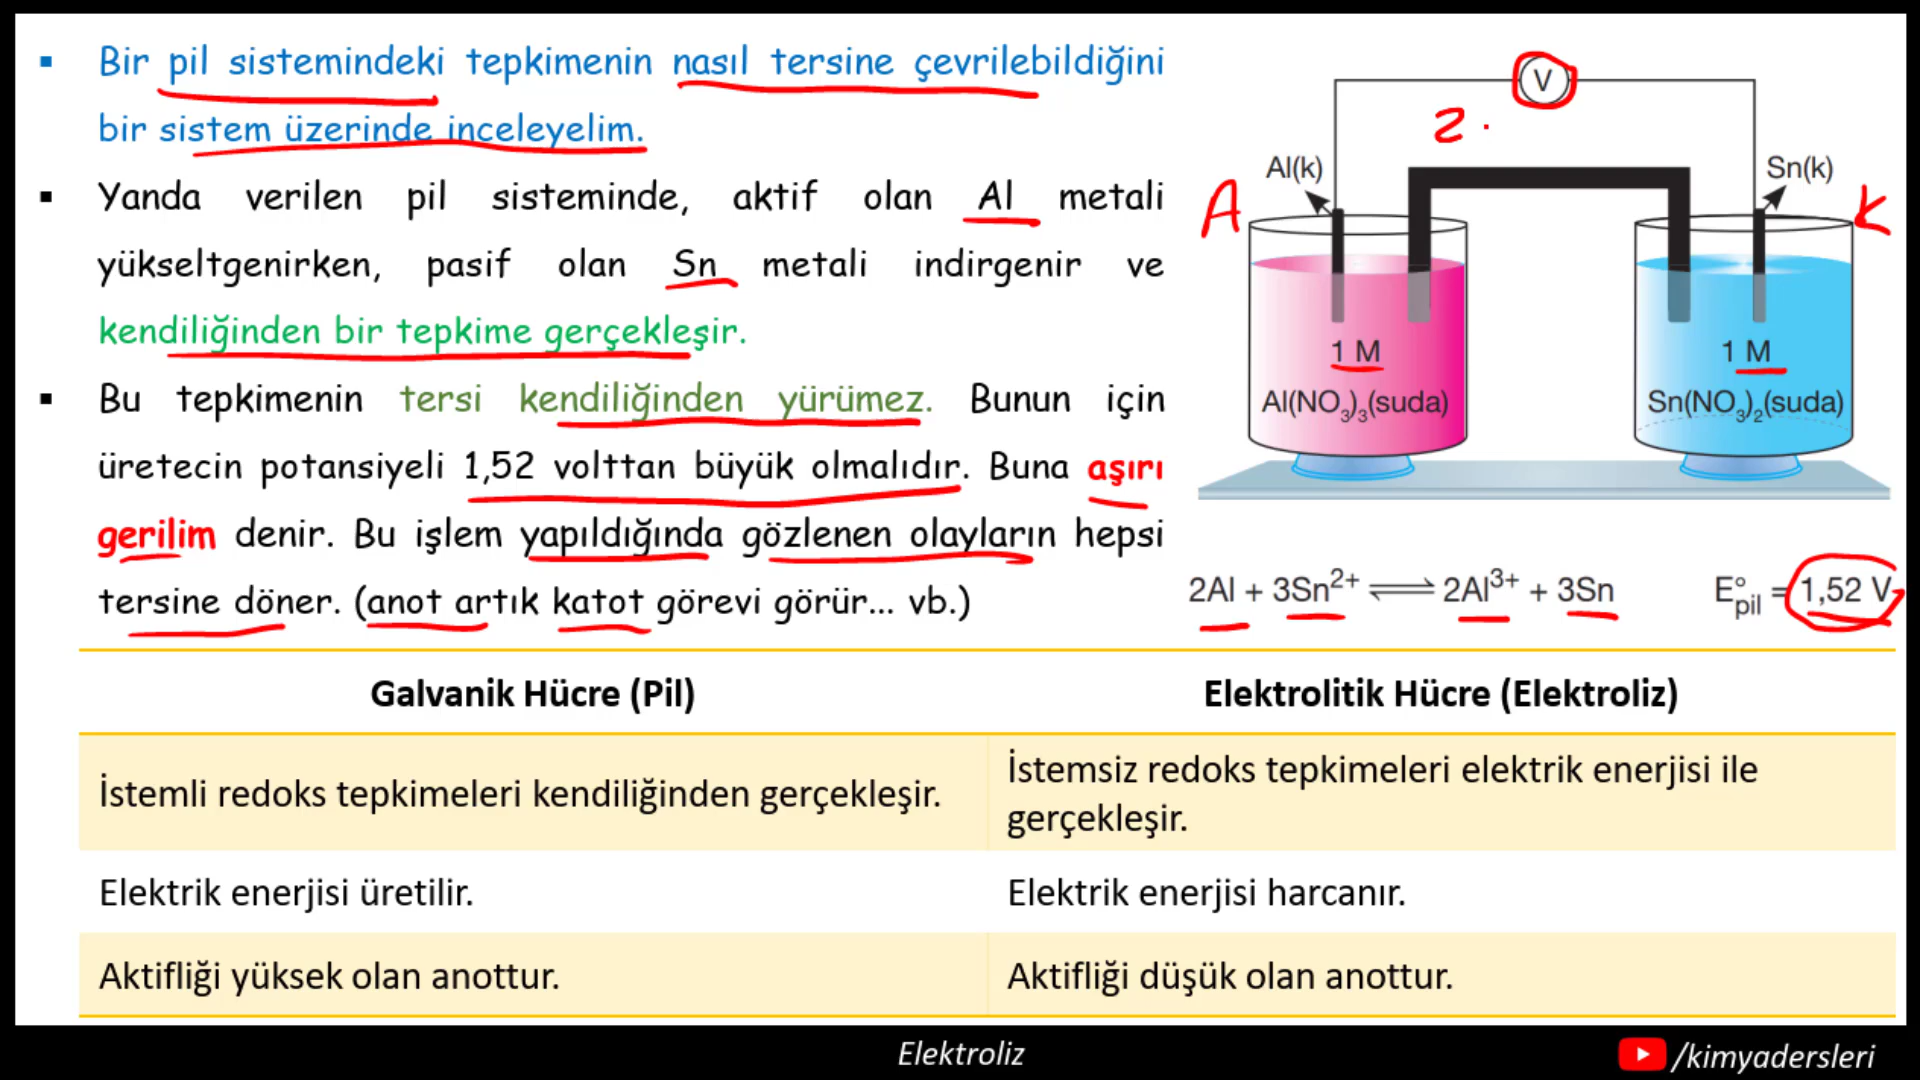 ▪ Bir pil sistemindeki tepkimenin nasıl tersine çevrilebildiğini
bir sistem üzerinde inceleyelim.
▪ Yanda verilen pil sisteminde, aktif olan Al metali
yükseltgenirken, pasif olan Sn metali indirgenir ve
kendiliğinden bir tepkime gerçekleşir.
▪ Bu tepkimenin tersi kendiliğinden yürümez. Bunun için
üretecin potansiyeli 1,52 volttan büyük olmalıdır. Buna aşırı
gerilim denir. Bu işlem yapıldığında gözlenen olayların hepsi
tersine döner. (anot artık katot görevi görür... vb.)
V
2 .
Al(k) Sn(k)
A K
1 M 1 M
Al(NO₃)₃(suda) Sn(NO₃)₂(suda)
2Al + 3Sn²⁺ ⇌ 2Al³⁺ + 3Sn E°pil = 1,52 V
Galvanik Hücre (Pil) Elektrolitik Hücre (Elektroliz)
İstemli redoks tepkimeleri kendiliğinden gerçekleşir. İstemsiz redoks tepkimeleri elektrik enerjisi ile
gerçekleşir.
Elektrik enerjisi üretilir. Elektrik enerjisi harcanır.
Aktifliği yüksek olan anottur. Aktifliği düşük olan anottur.
Elektroliz
/kimyadersleri